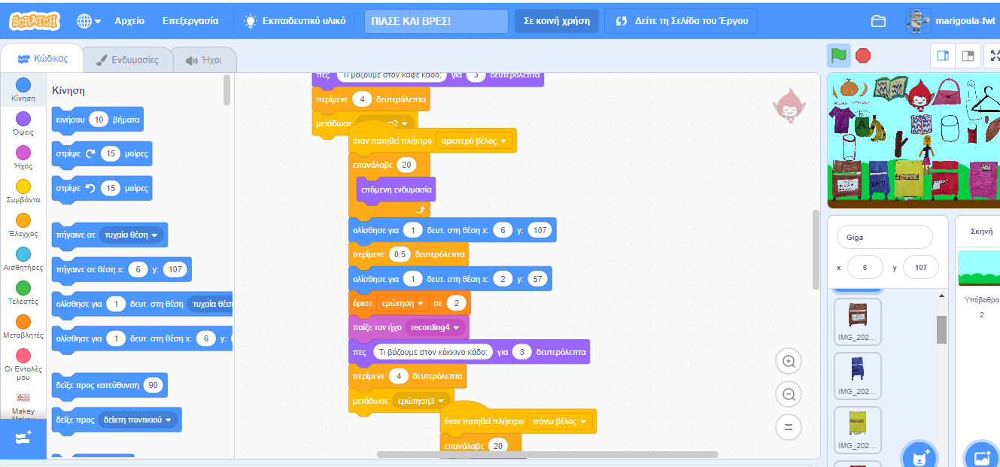 SCRATCH
Αρχείο Επεξεργασία Εκπαιδευτικό υλικό ΠΙΑΣΕ ΚΑΙ ΒΡΕΣ! Σε κοινή χρήση Δείτε τη Σελίδα του Έργου marigoula-fwt
Κώδικας Ενδυμασίες Ήχοι
Κίνηση
Όψεις
Ήχος
Συμβάντα
Έλεγχος
Αισθητήρες
Τελεστές
Μεταβλητές
Οι Εντολές
μου
Makey
Κίνηση
κινήσου 10 βήματα
στρίψε 15 μοίρες
στρίψε 15 μοίρες
πήγαινε σε τυχαία θέση
πήγαινε σε θέση x: 6 y: 107
ολίσθησε για 1 δευτ. στη θέση τυχαία θέση
ολίσθησε για 1 δευτ. στη θέση x: 6 y:
δείξε προς κατεύθυνση 90
δείξε προς δείκτη ποντικιού
πες Τι βάζουμε στον καφέ κάδο; για 3 δευτερόλεπτα
περίμενε 4 δευτερόλεπτα
μετάδωσε
όταν πατηθεί πλήκτρο αριστερό βέλος
επανάλαβε 20
επόμενη ενδυμασία
ολίσθησε για 1 δευτ. στη θέση x: 6 y: 107
περίμενε 0.5 δευτερόλεπτα
ολίσθησε για 1 δευτ. στη θέση x: 2 y: 57
όρισε ερώτηση σε 2
παίξε τον ήχο recording4
πες Τι βάζουμε στον κόκκινο κάδο; για 3 δευτερόλεπτα
περίμενε 4 δευτερόλεπτα
μετάδωσε ερώτηση3
όταν πατηθεί πλήκτρο πάνω βέλος
επανάλαβε 20
Giga
x 6 y 107
IMG_202...
IMG_202...
IMG_202...
Σκηνή
Υπόβαθρα
2